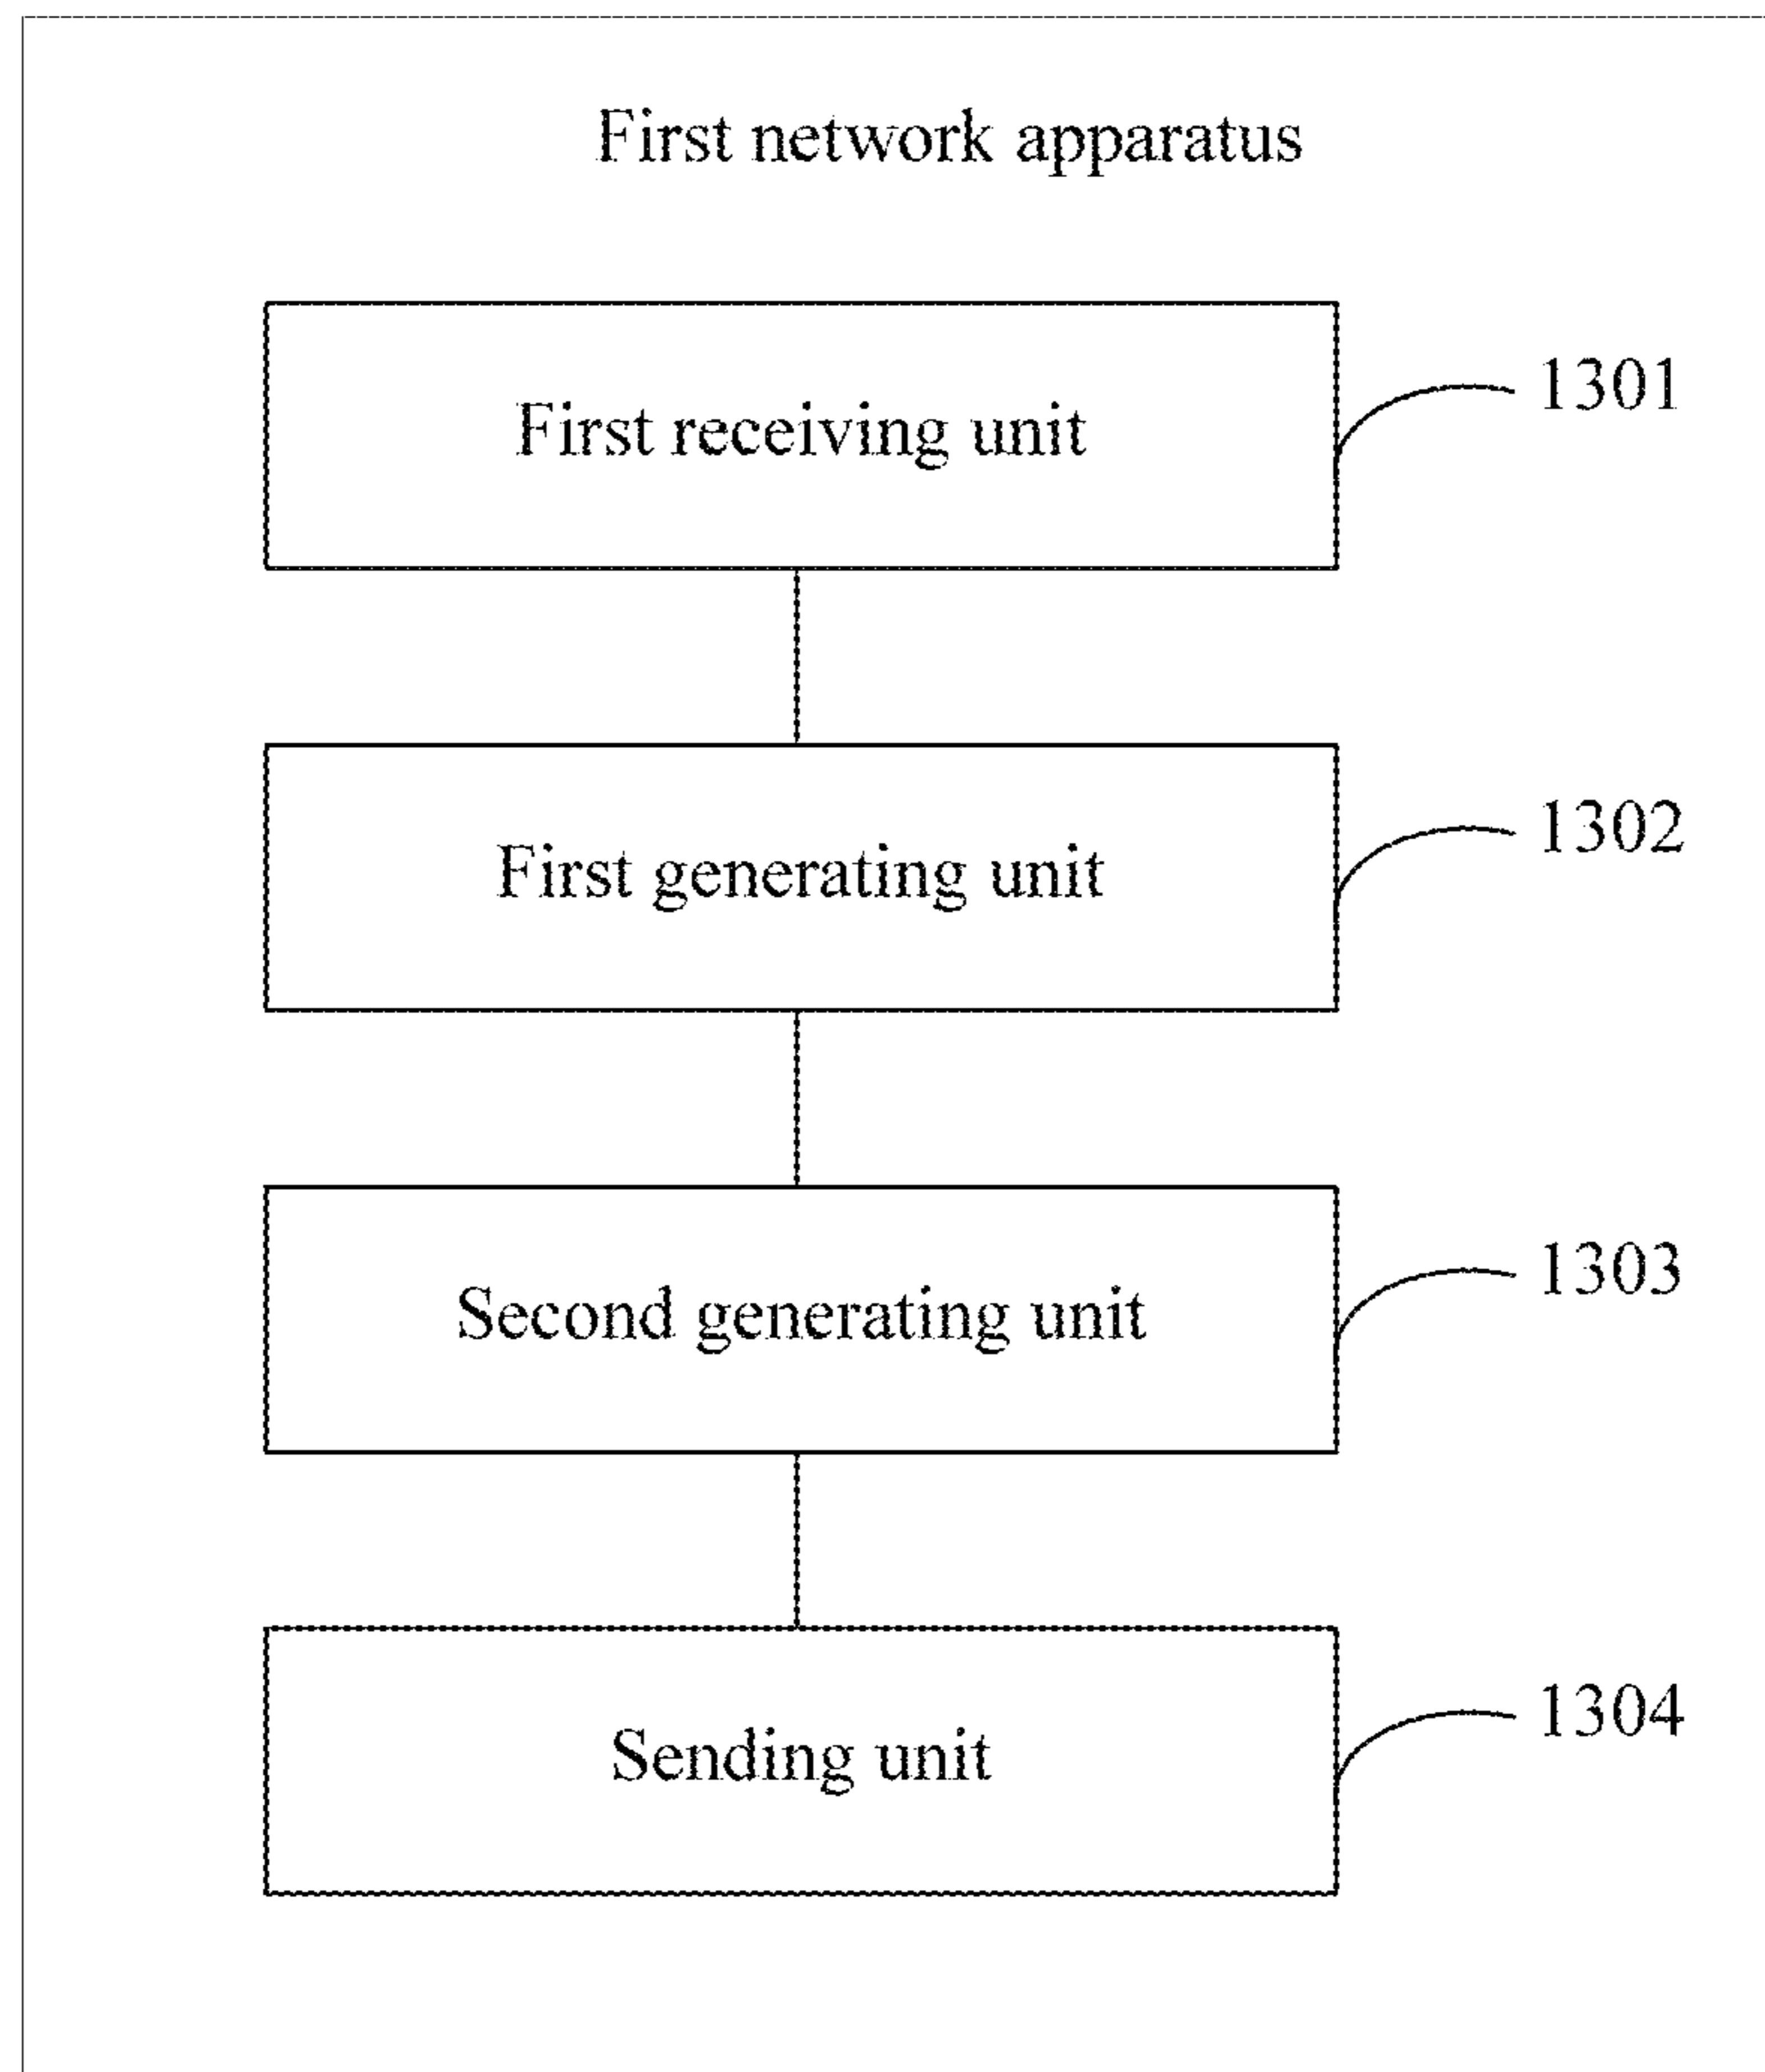 First network apparatus
First receiving unit
1301
First generating unit
1302
Second generating unit
1303
Sending unit
1304